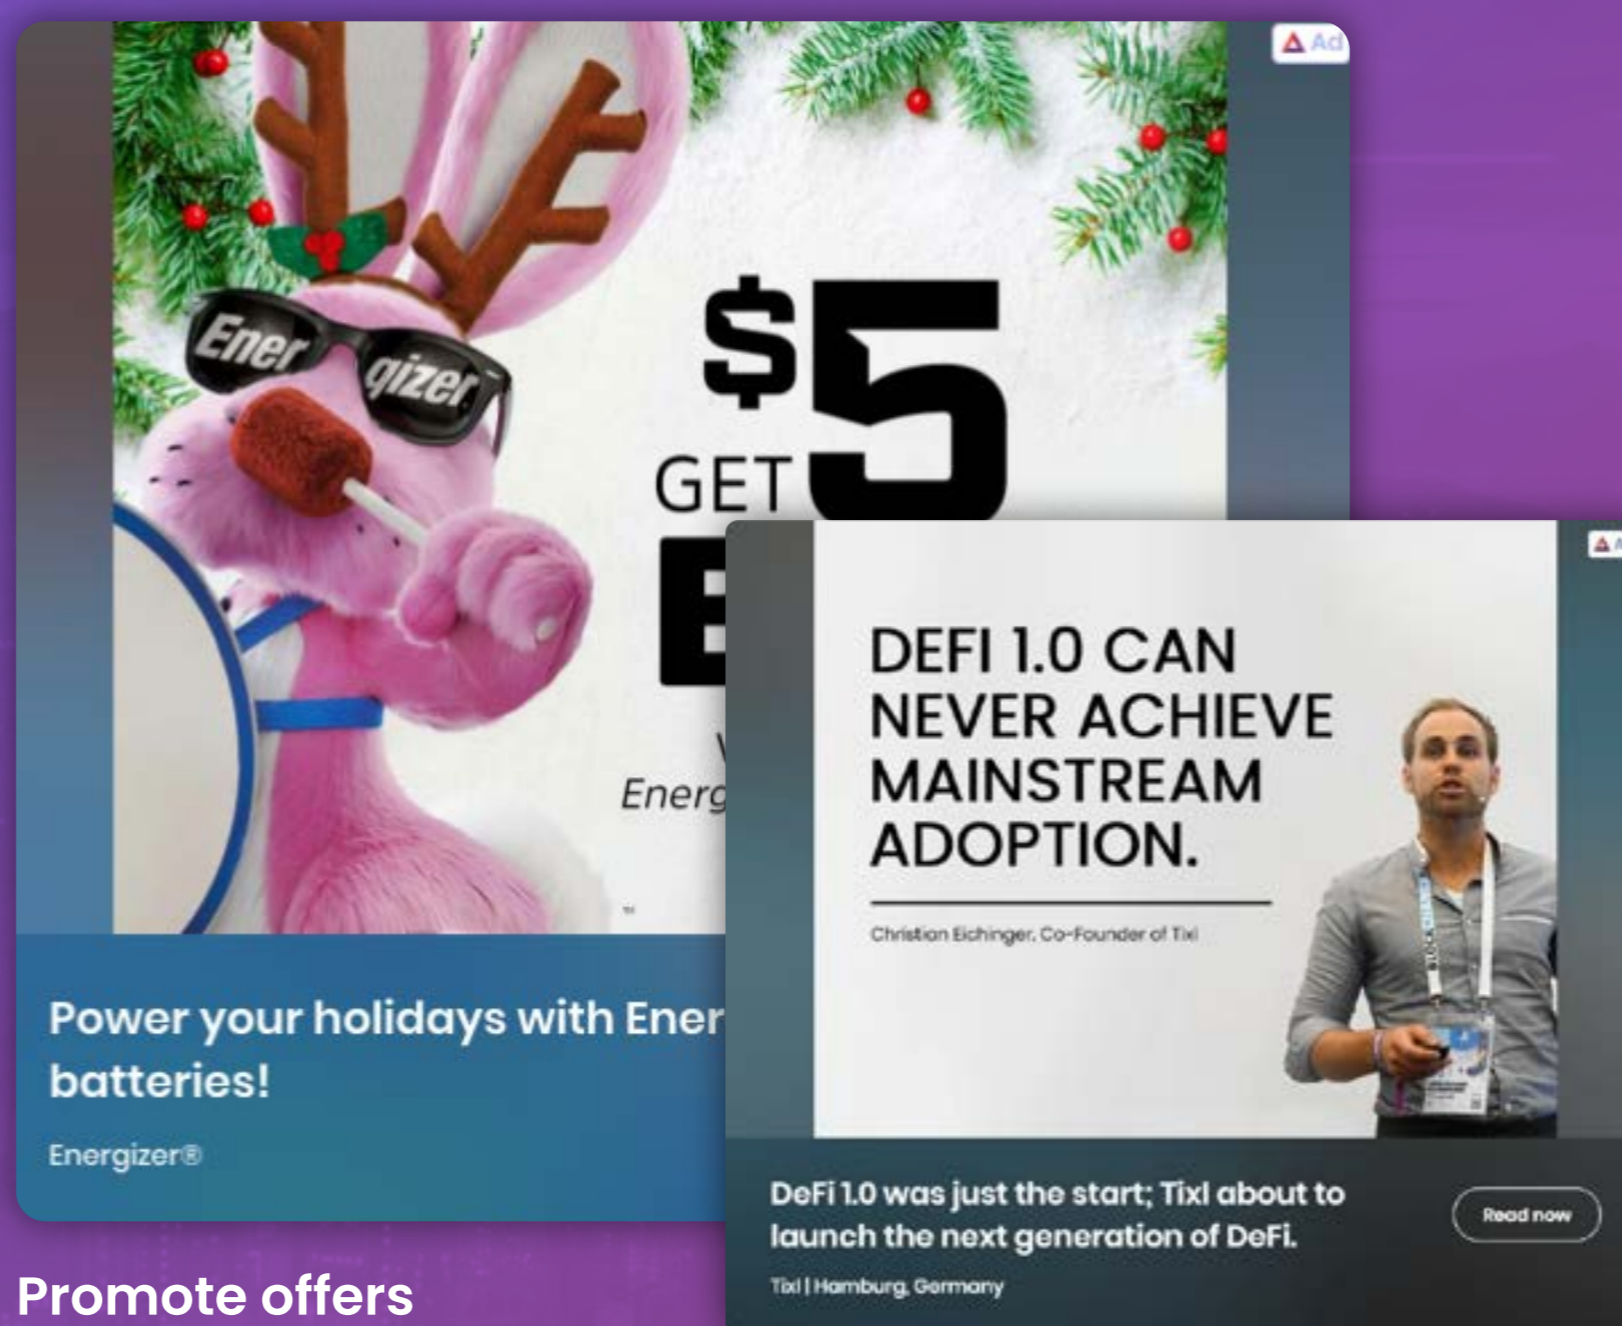 Ad
Ener gizer
$5
GET
Energ
Power your holidays with Ener
batteries!
Energizer®
Promote offers
DEFI 1.0 CAN
NEVER ACHIEVE
MAINSTREAM
ADOPTION.
Christian Eichinger, Co-Founder of Tixl
DeFi 1.0 was just the start; Tixl about to
launch the next generation of DeFi.
Read now
Tixl | Hamburg, Germany